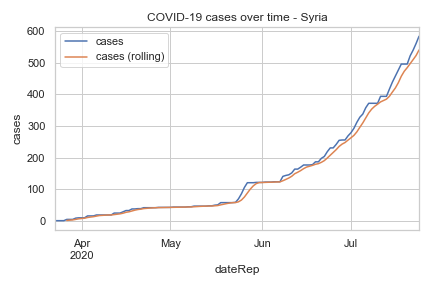 COVID-19 cases over time - Syria
cases
cases (rolling)
600
500
400
300
200
100
0
cases
Apr
2020
May
Jun
Jul
dateRep